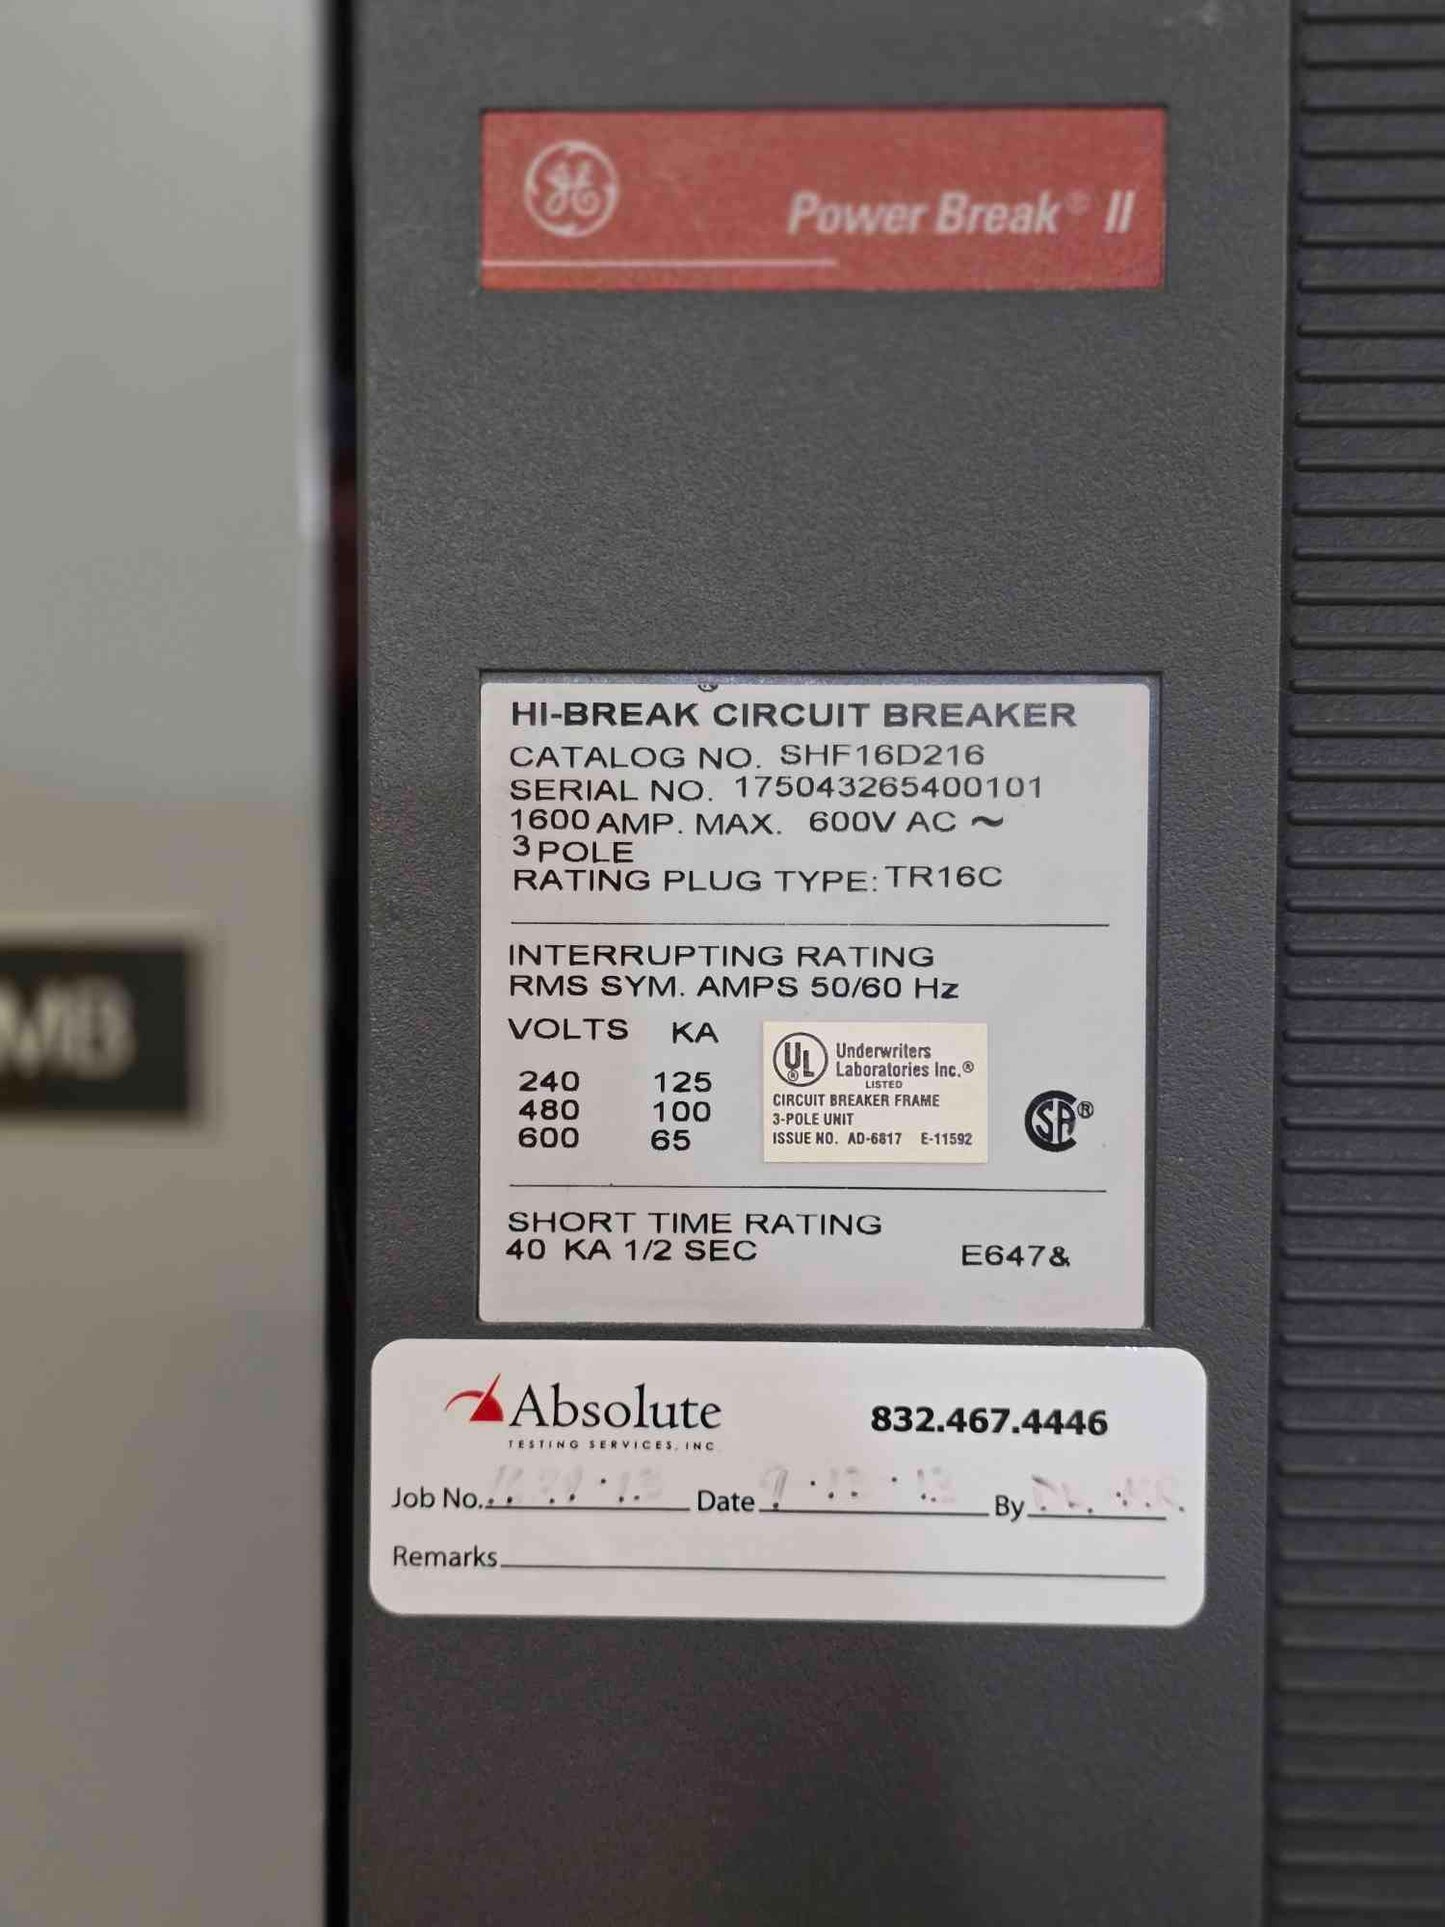 GE
Power Break® II
HI-BREAK® CIRCUIT BREAKER
CATALOG NO. SHF16D216
SERIAL NO. 175043265400101
1600 AMP. MAX. 600V AC ~
3 POLE
RATING PLUG TYPE: TR16C
INTERRUPTING RATING
RMS SYM. AMPS 50/60 Hz
VOLTS KA
240 125
480 100
600 65
UL® Underwriters
Laboratories Inc.®
LISTED
CIRCUIT BREAKER FRAME
3-POLE UNIT
ISSUE NO. AD-6817 E-11592
SA®
SHORT TIME RATING
40 KA 1/2 SEC E647&
Absolute
TESTING SERVICES, INC
832.467.4446
Job No. Date By
Remarks